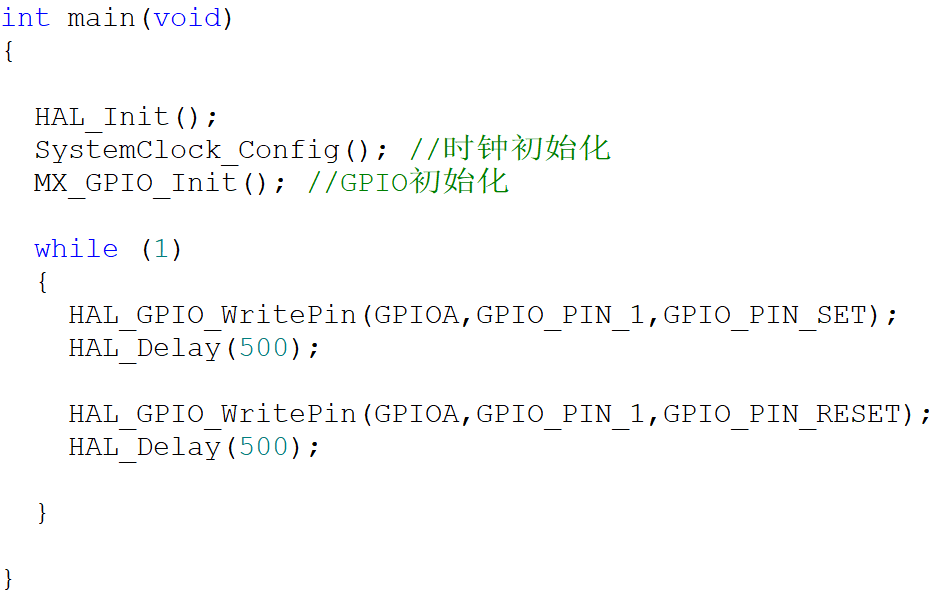 int main(void)
{
HAL_Init();
SystemClock_Config(); //时钟初始化
MX_GPIO_Init(); //GPIO初始化
while (1)
{
HAL_GPIO_WritePin(GPIOA,GPIO_PIN_1,GPIO_PIN_SET);
HAL_Delay(500);
HAL_GPIO_WritePin(GPIOA,GPIO_PIN_1,GPIO_PIN_RESET);
HAL_Delay(500);
}
}